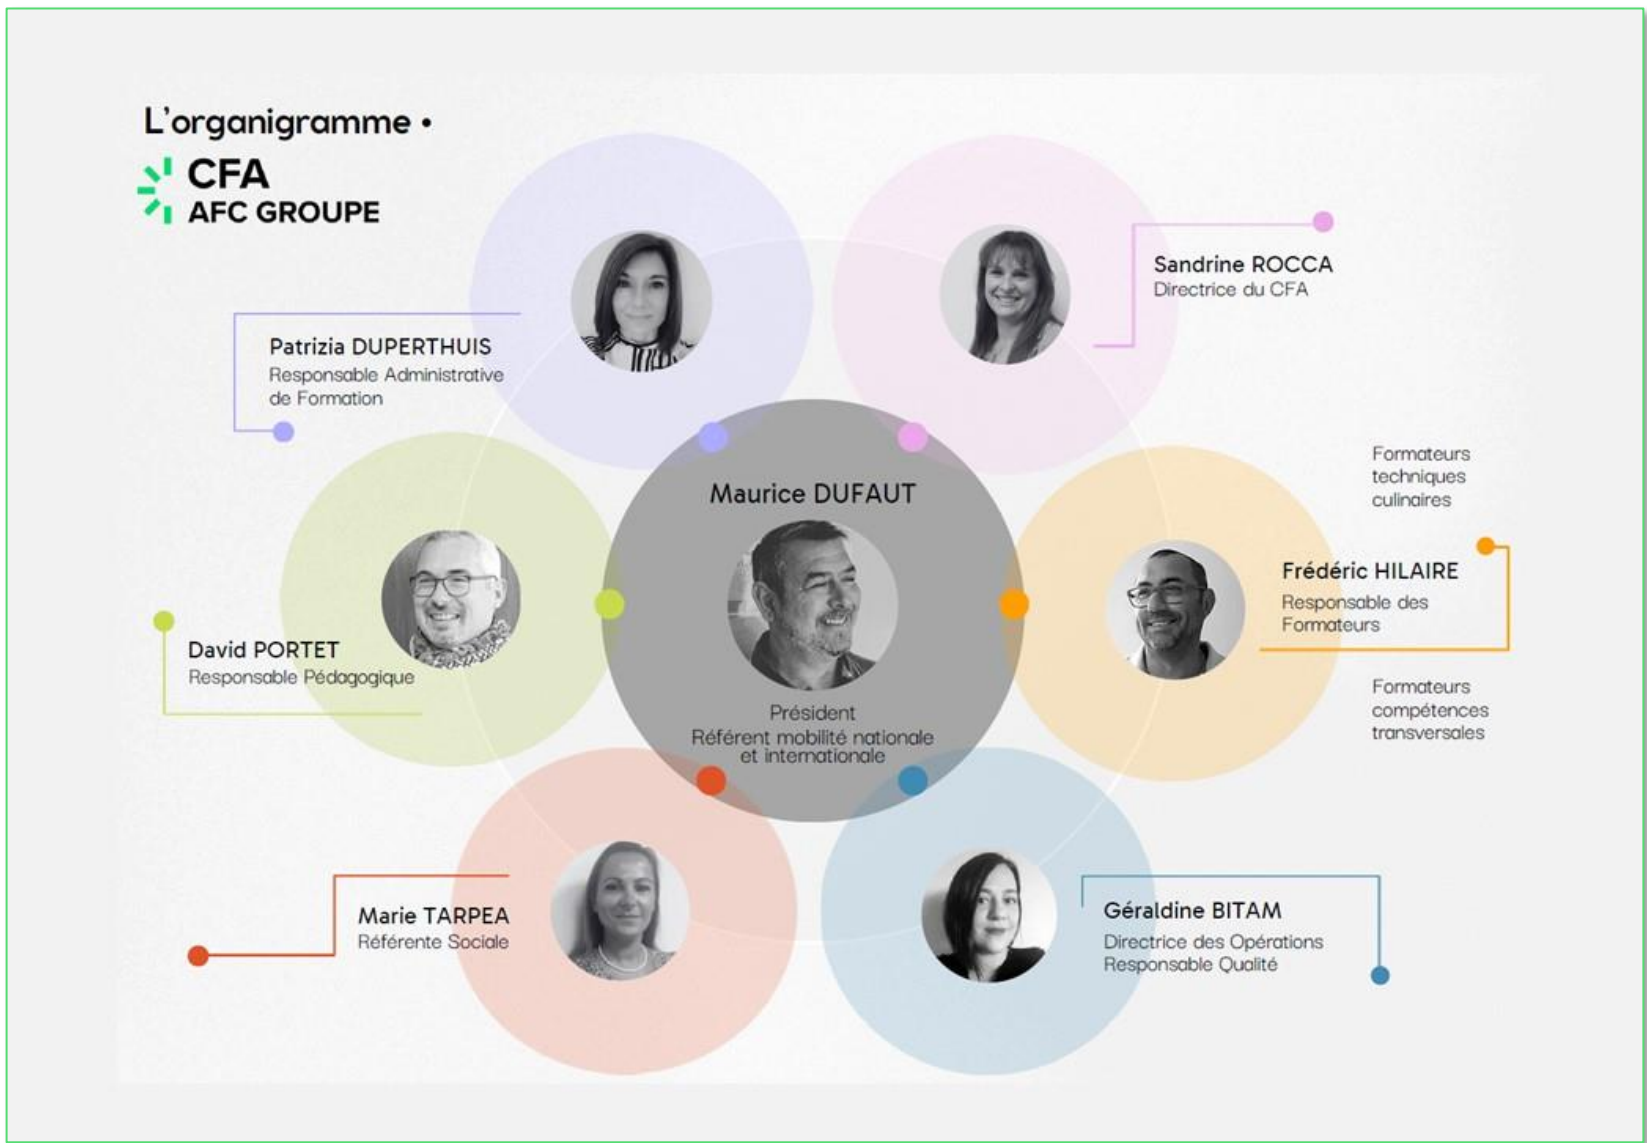 L'organigramme •
CFA
AFC GROUPE
Patrizia DUPERTHUIS
Responsable Administrative
de Formation
Sandrine ROCCA
Directrice du CFA
Maurice DUFAUT
Président
Référent mobilité nationale
et internationale
Formateurs
techniques
culinaires
Frédéric HILAIRE
Responsable des
Formateurs
Formateurs
compétences
transversales
David PORTET
Responsable Pédagogique
Marie TARPEA
Référente Sociale
Géraldine BITAM
Directrice des Opérations
Responsable Qualité